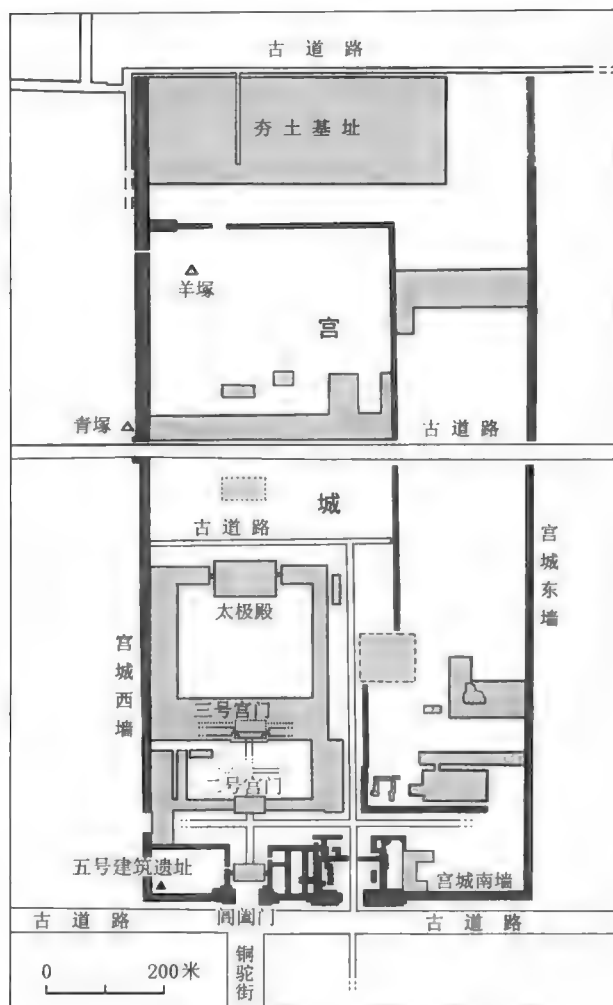 古道路
夯土基址
羊塚
宫
青塚
古道路
城
古道路
宫城东墙
太极殿
宫城西墙
三号宫门
二号宫门
五号建筑遗址
宫城南墙
古道路
阊阖门
古道路
铜驼街
0 200米